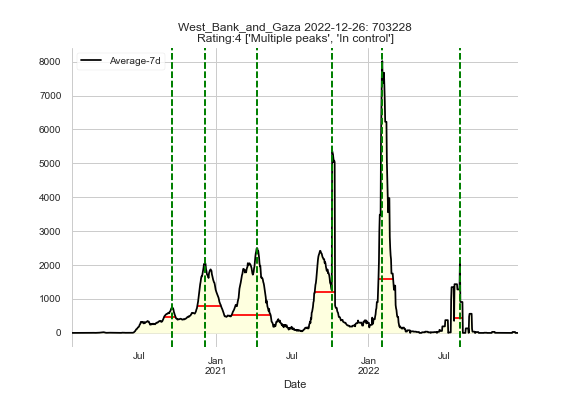 West_Bank_and_Gaza 2022-12-26: 703228
Rating:4 ['Multiple peaks', 'In control']
Average-7d
8000
7000
6000
5000
4000
3000
2000
1000
0
Jul
Jan
2021
Jul
Jan
2022
Jul
Date